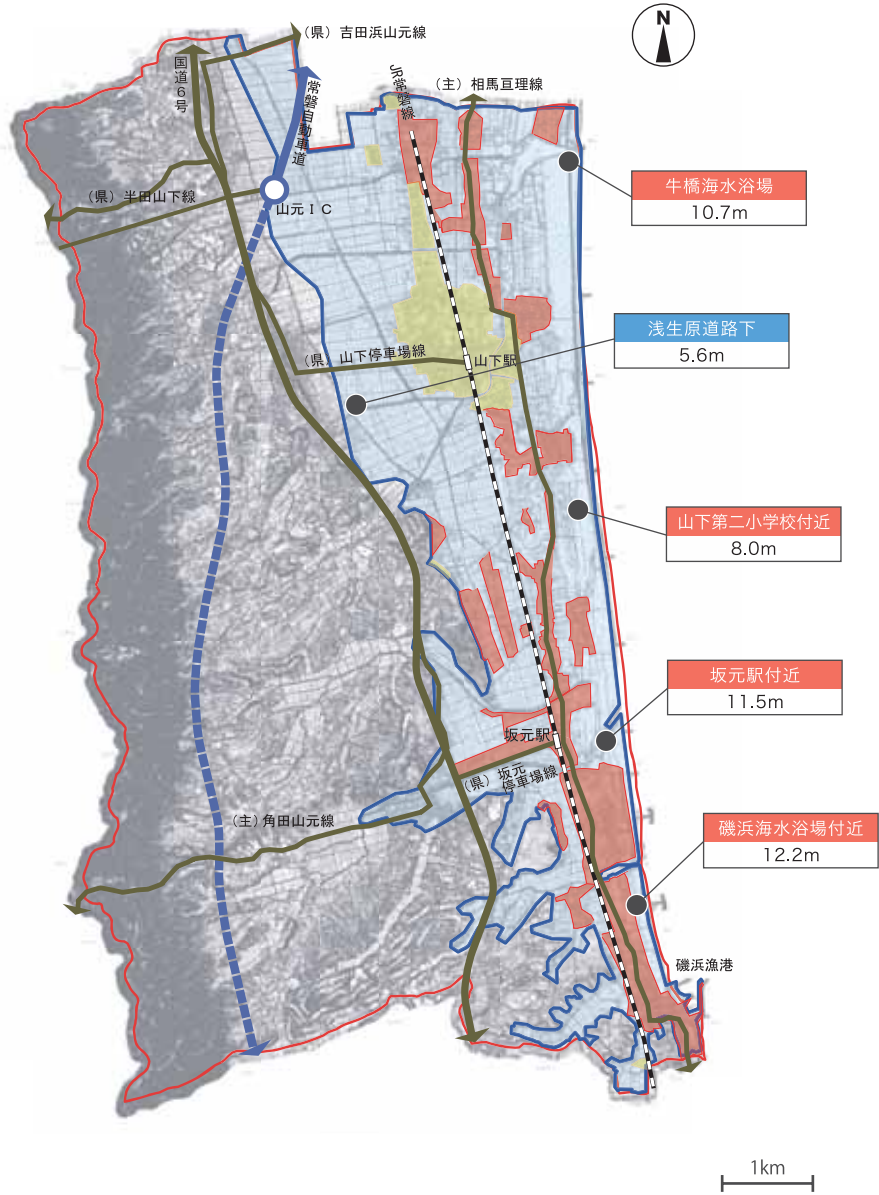 N
（県）吉田浜山元線
国道6号
常磐自動車道
JR常磐線
（主）相馬亘理線
牛橋海水浴場
10.7m
（県）半田山下線
山元ＩＣ
浅生原道路下
5.6m
（県）山下停車場線
山下駅
山下第二小学校付近
8.0m
坂元駅付近
11.5m
坂元駅
（県）坂元
停車場線
（主）角田山元線
磯浜海水浴場付近
12.2m
磯浜漁港
1km